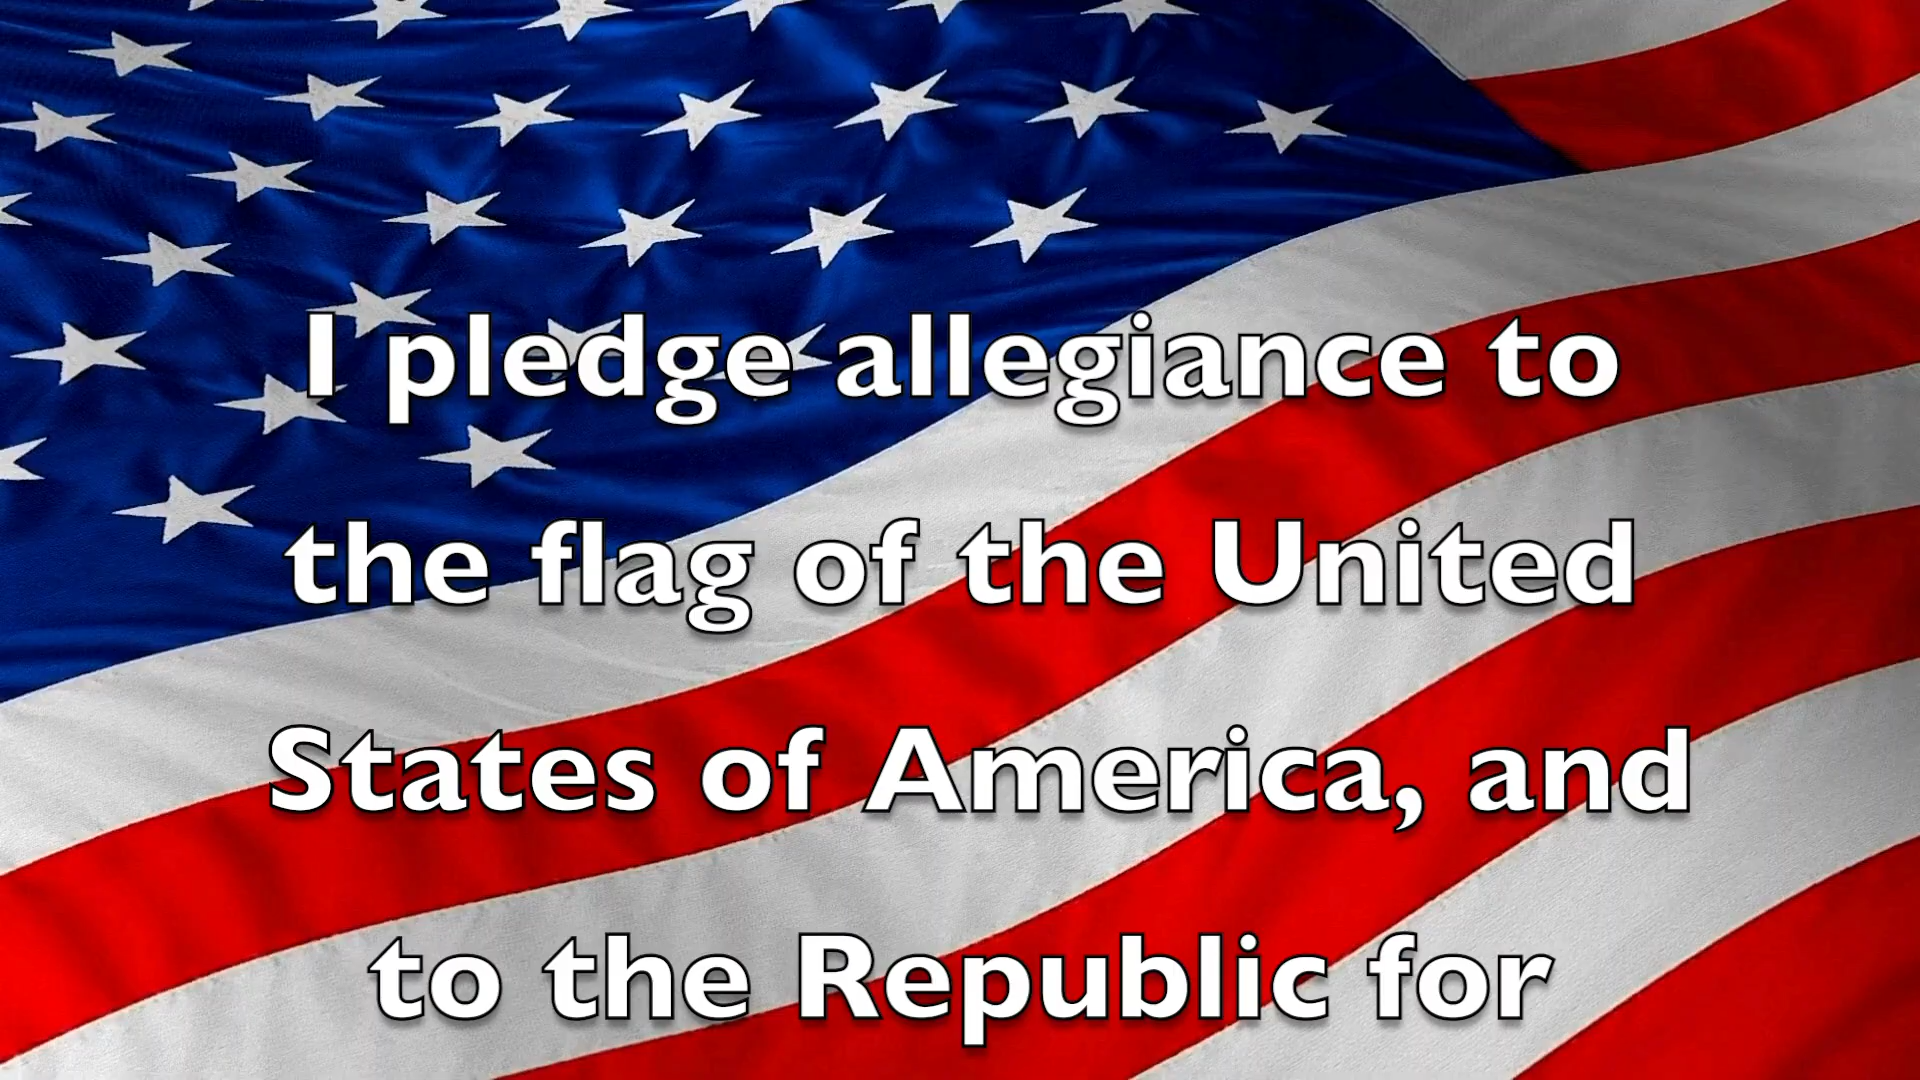 I pledge allegiance to
the flag of the United
States of America, and
to the Republic for